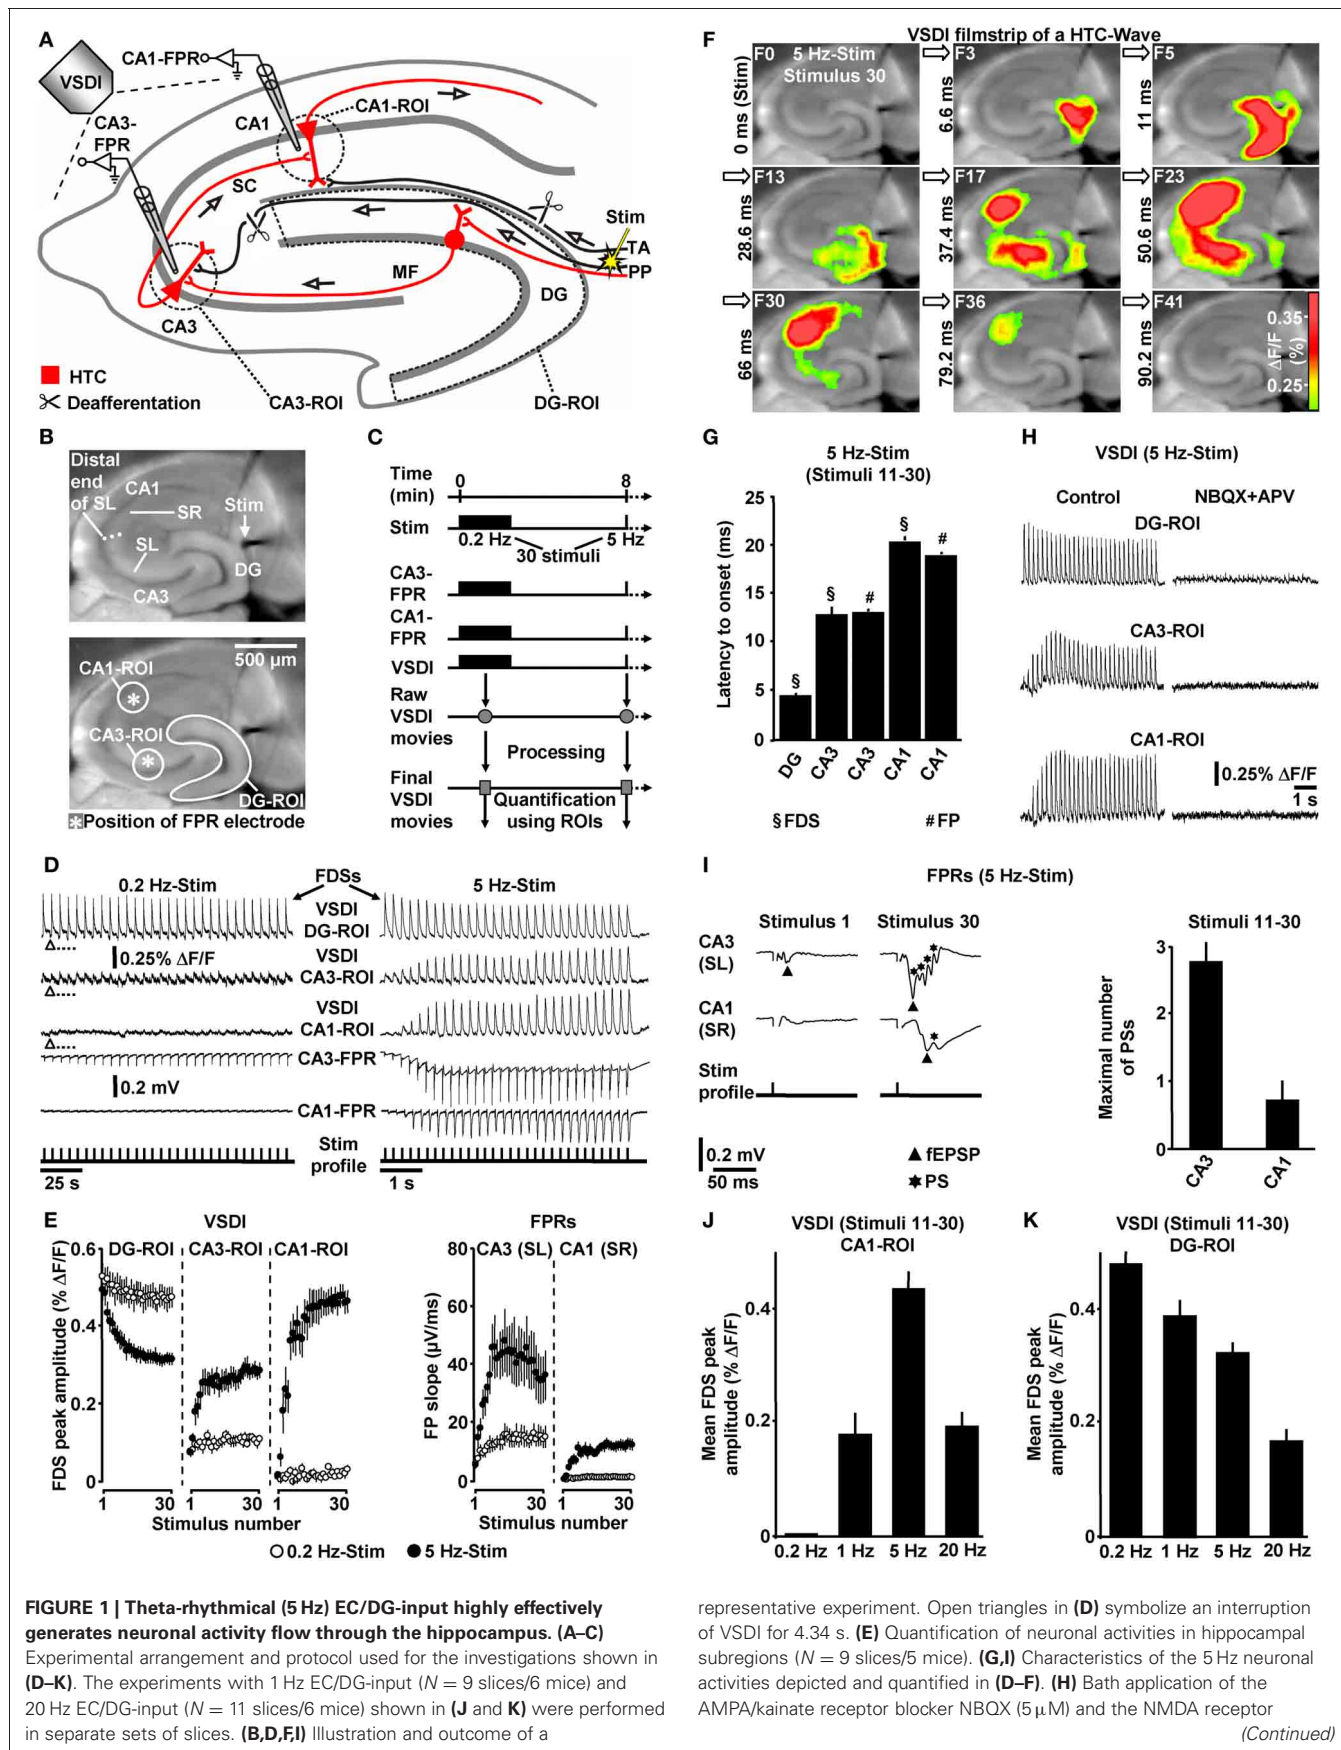 A
VSDI
CA1-FPR
CA3-
FPR
CA1
CA1-ROI
SC
MF
CA3
DG
Stim
TA
PP
HTC
Deafferentation
CA3-ROI
DG-ROI
B
Distal
end
of SL
CA1
SR
Stim
SL
DG
CA3
500 µm
CA1-ROI
*
CA3-ROI
*
DG-ROI
*Position of FPR electrode
C
Time
(min)
0
8
Stim
0.2 Hz
5 Hz
30 stimuli
CA3-
FPR
CA1-
FPR
VSDI
Raw
VSDI
movies
Processing
Final
VSDI
movies
Quantification
using ROIs
D
0.2 Hz-Stim
FDSs
5 Hz-Stim
VSDI
DG-ROI
0.25% ΔF/F
VSDI
CA3-ROI
VSDI
CA1-ROI
CA3-FPR
0.2 mV
CA1-FPR
Stim
profile
25 s
1 s
E
VSDI
FPRs
DG-ROI
CA3-ROI
CA1-ROI
CA3 (SL)
CA1 (SR)
FDS peak amplitude (% ΔF/F)
0.6
0.4
0.2
0
1 30
1 30
1 30
Stimulus number
FP slope (µV/ms)
80
60
40
20
0
1 30
1 30
Stimulus number
0.2 Hz-Stim
5 Hz-Stim
F
VSDI filmstrip of a HTC-Wave
F0
5 Hz-Stim
Stimulus 30
0 ms (Stim)
F3
6.6 ms
F5
11 ms
F13
28.6 ms
F17
37.4 ms
F23
50.6 ms
F30
66 ms
F36
79.2 ms
F41
90.2 ms
0.35
0.25
ΔF/F
(%)
G
5 Hz-Stim
(Stimuli 11-30)
Latency to onset (ms)
25
20
15
10
5
0
§
§
#
§
#
DG
CA3
CA3
CA1
CA1
§ FDS
# FP
H
VSDI (5 Hz-Stim)
Control
NBQX+APV
DG-ROI
CA3-ROI
CA1-ROI
0.25% ΔF/F
1 s
I
FPRs (5 Hz-Stim)
Stimulus 1
Stimulus 30
CA3
(SL)
CA1
(SR)
Stim
profile
0.2 mV
50 ms
fEPSP
PS
Stimuli 11-30
Maximal number
of PSs
3
2
1
0
CA3
CA1
J
VSDI (Stimuli 11-30)
CA1-ROI
Mean FDS peak
amplitude (% ΔF/F)
0.4
0.2
0
0.2 Hz 1 Hz 5 Hz 20 Hz
K
VSDI (Stimuli 11-30)
DG-ROI
Mean FDS peak
amplitude (% ΔF/F)
0.4
0.2
0
0.2 Hz 1 Hz 5 Hz 20 Hz
FIGURE 1 | Theta-rhythmical (5 Hz) EC/DG-input highly effectively
generates neuronal activity flow through the hippocampus. (A–C)
Experimental arrangement and protocol used for the investigations shown in
(D–K). The experiments with 1 Hz EC/DG-input (N = 9 slices/6 mice) and
20 Hz EC/DG-input (N = 11 slices/6 mice) shown in (J and K) were performed
in separate sets of slices. (B,D,F,I) Illustration and outcome of a
representative experiment. Open triangles in (D) symbolize an interruption
of VSDI for 4.34 s. (E) Quantification of neuronal activities in hippocampal
subregions (N = 9 slices/5 mice). (G,I) Characteristics of the 5 Hz neuronal
activities depicted and quantified in (D–F). (H) Bath application of the
AMPA/kainate receptor blocker NBQX (5 µM) and the NMDA receptor
(Continued)